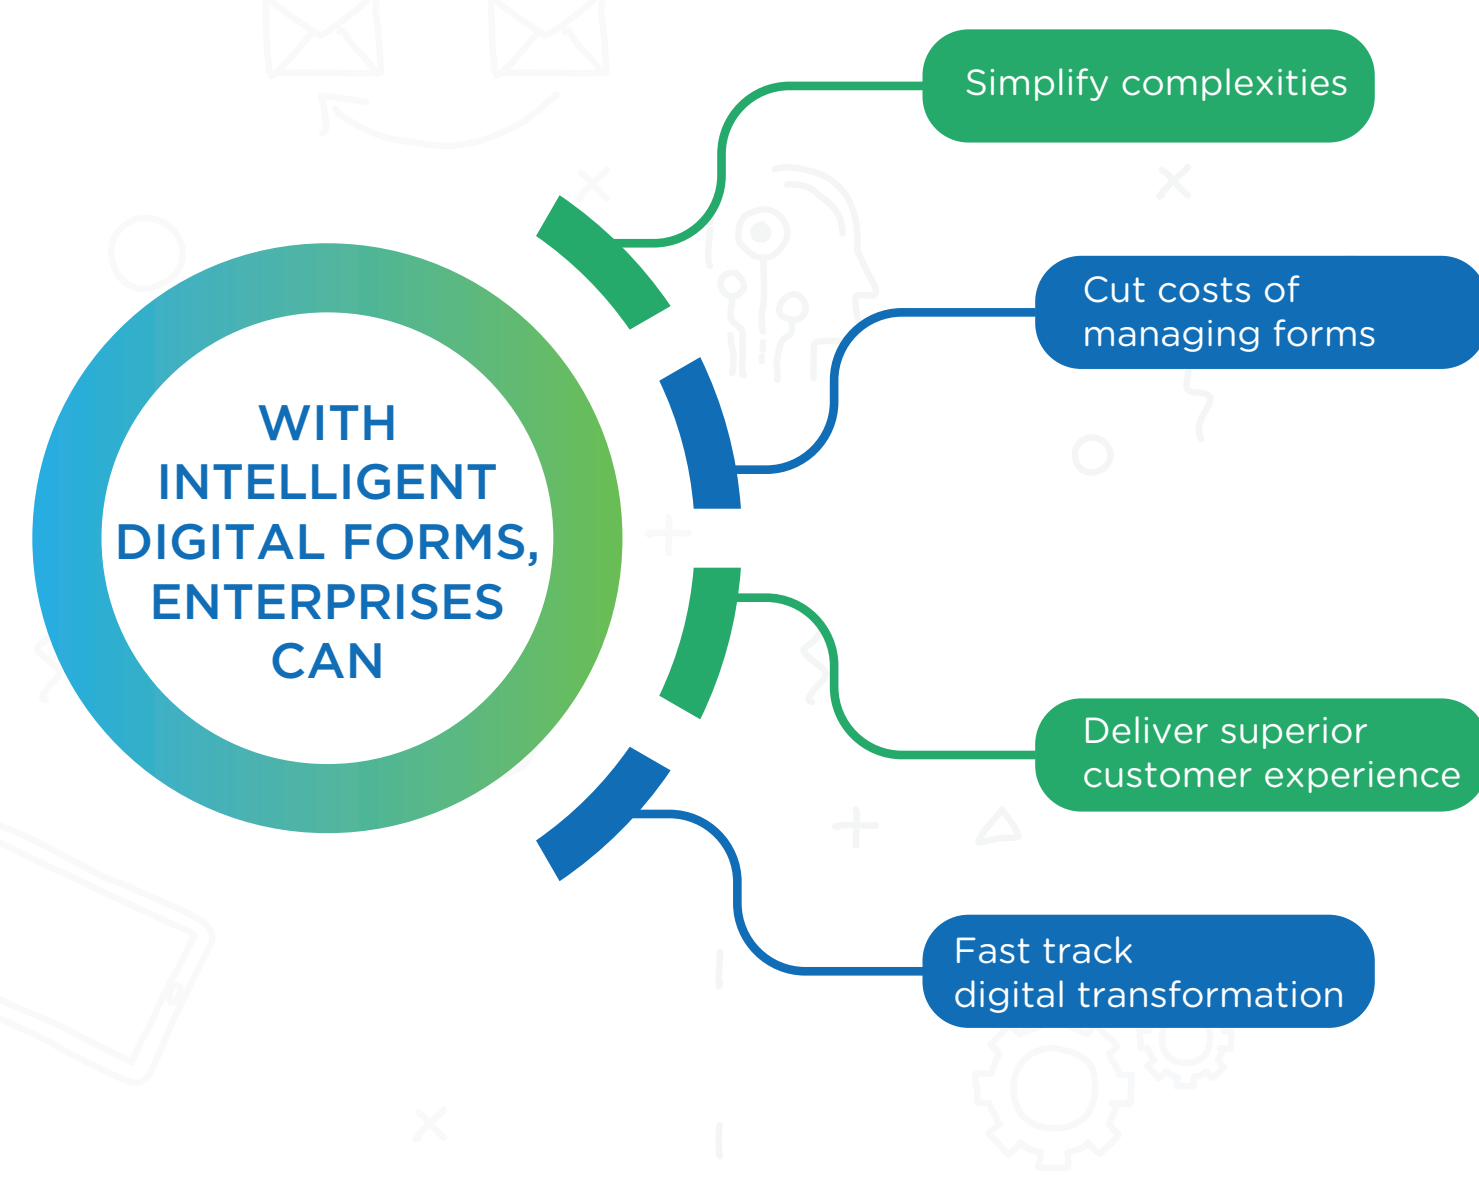 WITH
INTELLIGENT
DIGITAL FORMS,
ENTERPRISES
CAN
Simplify complexities
Cut costs of
managing forms
Deliver superior
customer experience
Fast track
digital transformation